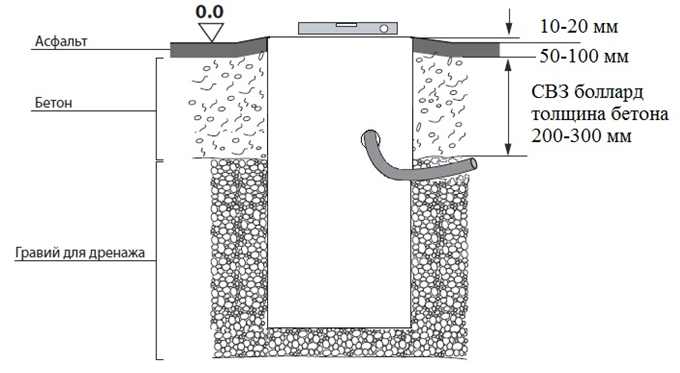 0.0
10-20 мм
Асфальт
50-100 мм
СВЗ боллард
толщина бетона
200-300 мм
Бетон
Гравий для дренажа